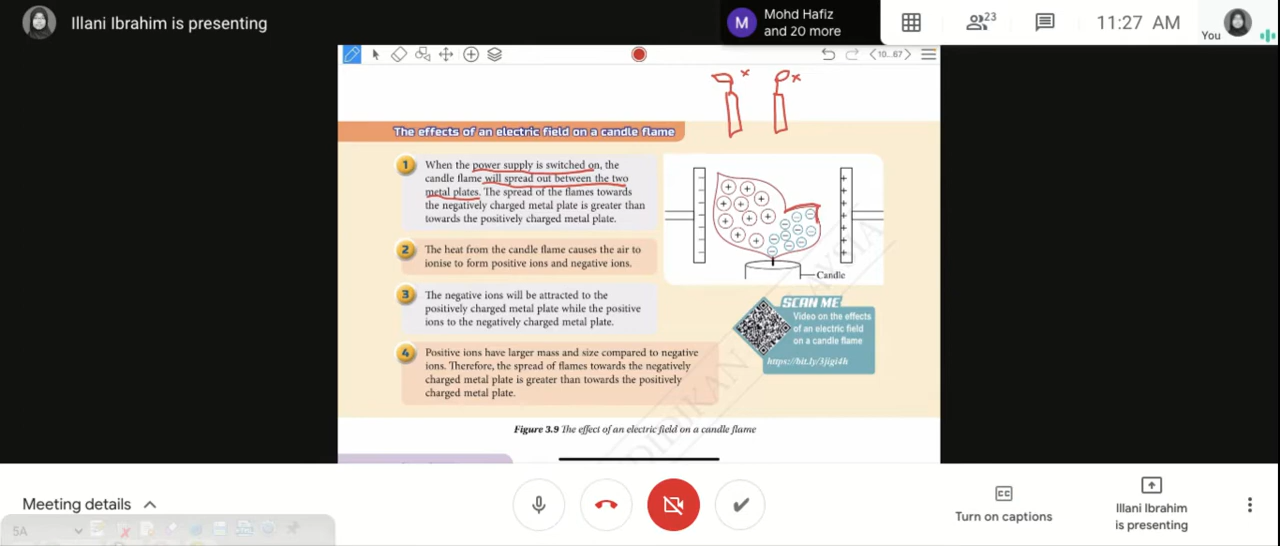 Illani Ibrahim is presenting
M
Mohd Hafiz
and 20 more
23
11:27 AM
You
10...67
The effects of an electric field on a candle flame
1
When the power supply is switched on, the
candle flame will spread out between the two
metal plates. The spread of the flames towards
the negatively charged metal plate is greater than
towards the positively charged metal plate.
2
The heat from the candle flame causes the air to
ionise to form positive ions and negative ions.
3
The negative ions will be attracted to the
positively charged metal plate while the positive
ions to the negatively charged metal plate.
4
Positive ions have larger mass and size compared to negative
ions. Therefore, the spread of flames towards the negatively
charged metal plate is greater than towards the positively
charged metal plate.
Candle
SCAN ME
Video on the effects
of an electric field
on a candle flame
https://bit.ly/3jigi4h
Figure 3.9 The effect of an electric field on a candle flame
Meeting details
CC
Turn on captions
Illani Ibrahim
is presenting
5A